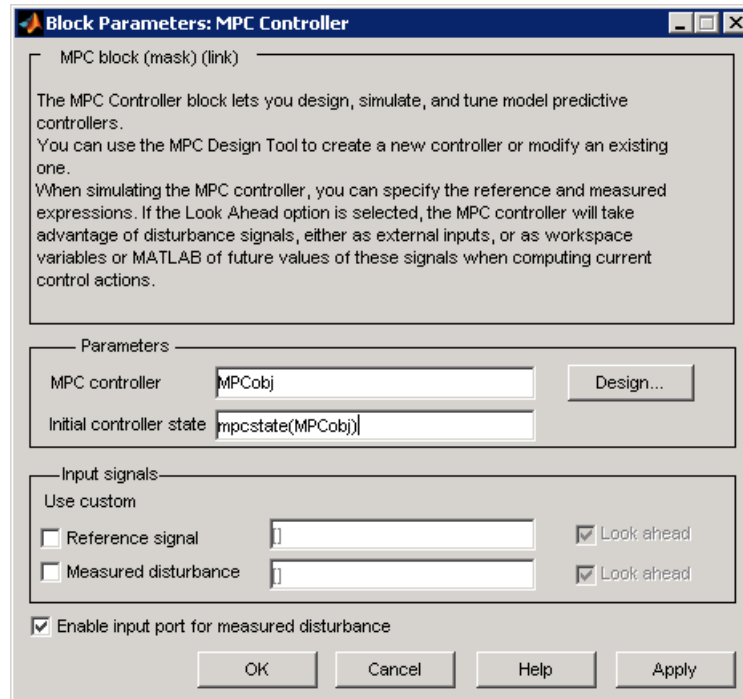 Block Parameters: MPC Controller
MPC block (mask) (link)
The MPC Controller block lets you design, simulate, and tune model predictive
controllers.
You can use the MPC Design Tool to create a new controller or modify an existing
one.
When simulating the MPC controller, you can specify the reference and measured
expressions. If the Look Ahead option is selected, the MPC controller will take
advantage of disturbance signals, either as external inputs, or as workspace
variables or MATLAB of future values of these signals when computing current
control actions.
Parameters
MPC controller MPCobj Design...
Initial controller state mpcstate(MPCobj)
Input signals
Use custom
Reference signal [] Look ahead
Measured disturbance [] Look ahead
Enable input port for measured disturbance
OK Cancel Help Apply